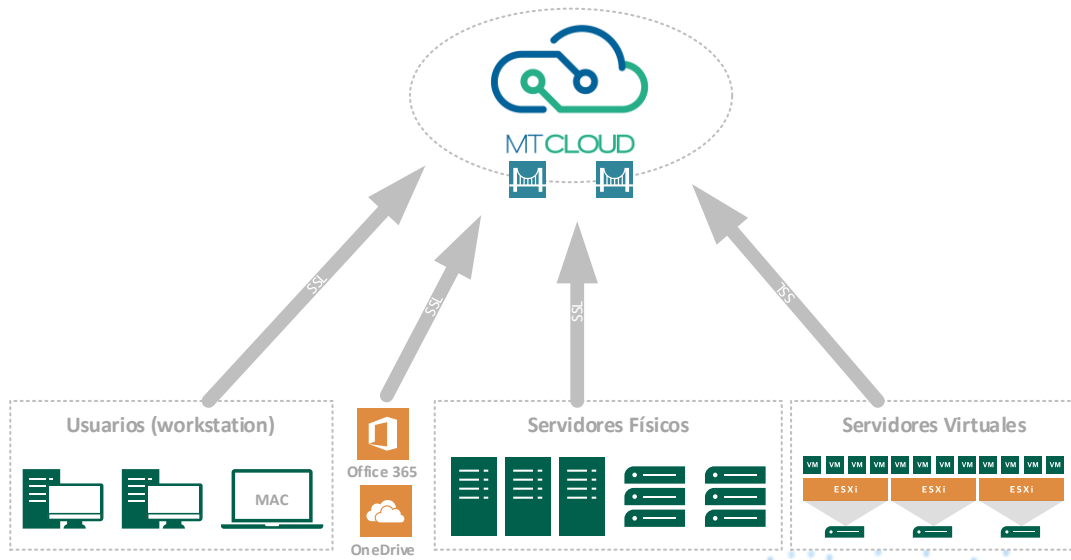 MTCLOUD
SSL
SSL
SSL
SSL
Usuarios (workstation)
MAC
Office 365
OneDrive
Servidores Físicos
Servidores Virtuales
VM VM VM VM VM VM VM VM VM VM VM VM
ESXi ESXi ESXi